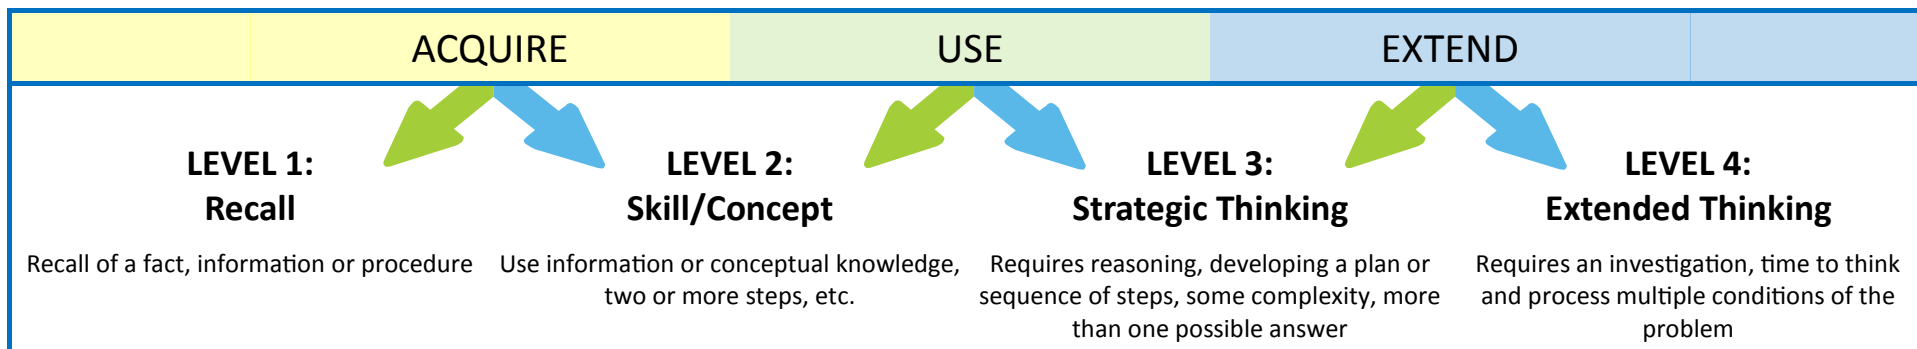 ACQUIRE
USE
EXTEND
LEVEL 1:
Recall
Recall of a fact, information or procedure
LEVEL 2:
Skill/Concept
Use information or conceptual knowledge,
two or more steps, etc.
LEVEL 3:
Strategic Thinking
Requires reasoning, developing a plan or
sequence of steps, some complexity, more
than one possible answer
LEVEL 4:
Extended Thinking
Requires an investigation, time to think
and process multiple conditions of the
problem